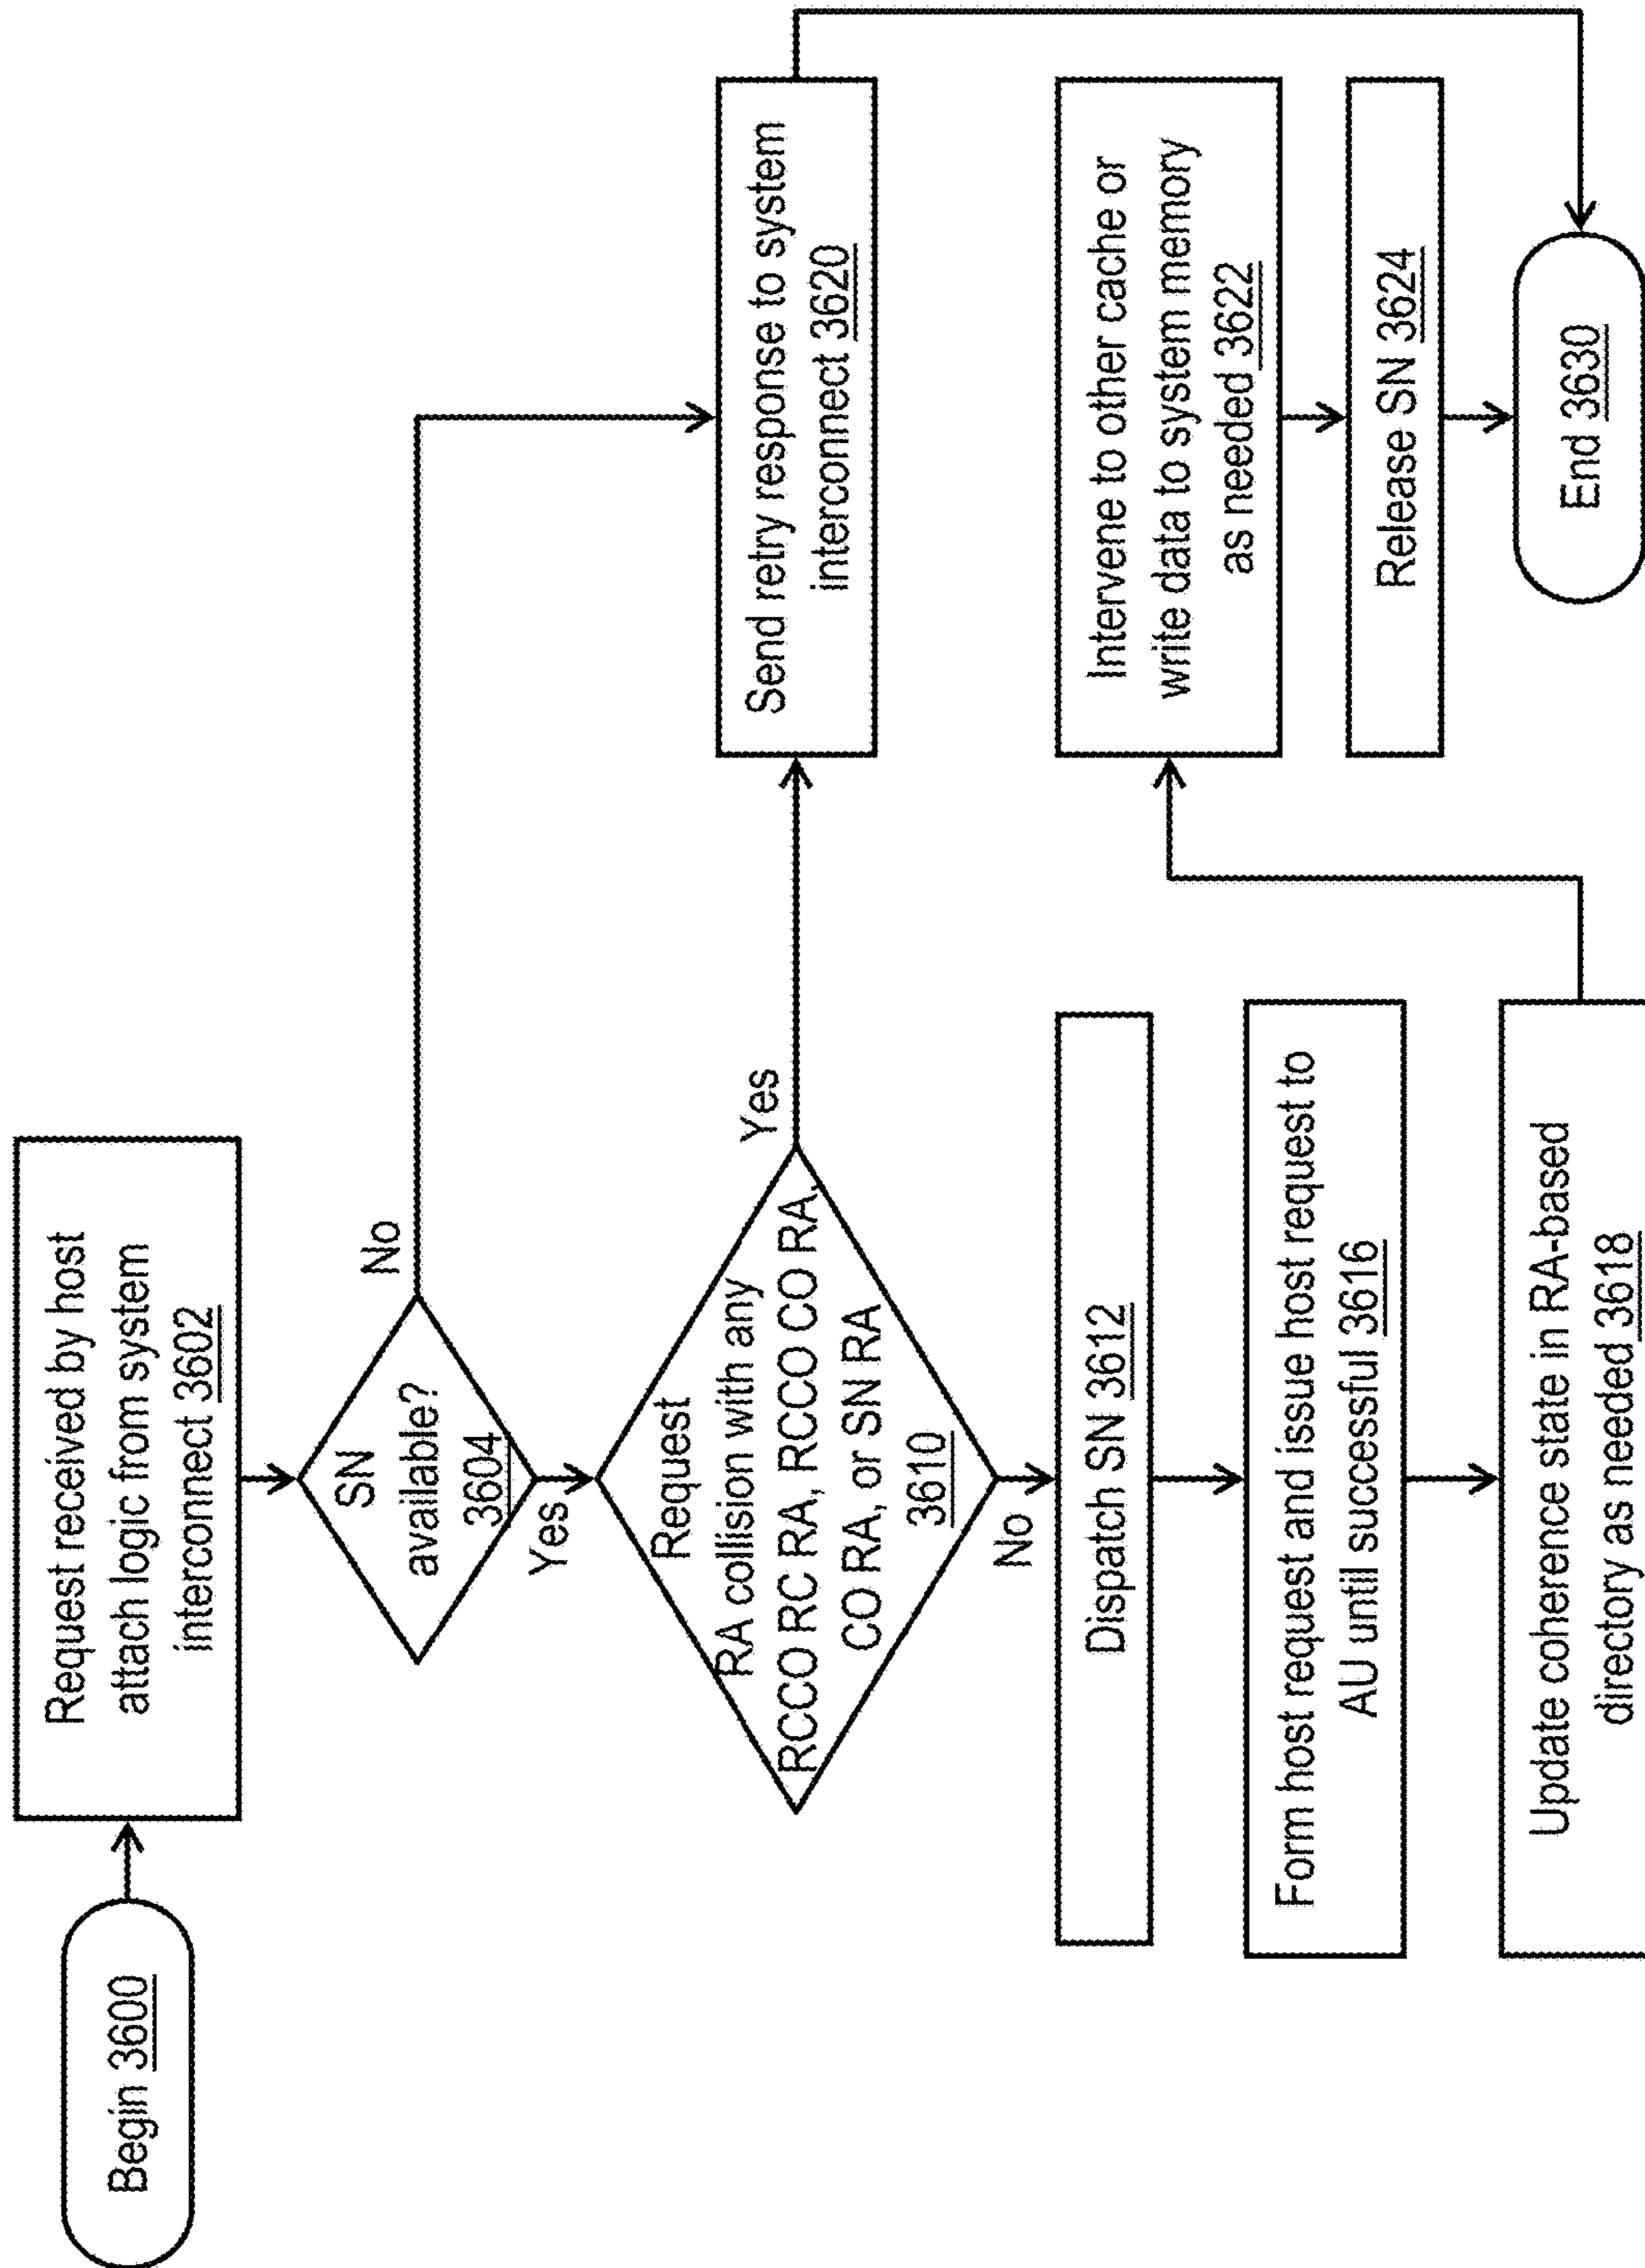 Begin 3600
Request received by host
attach logic from system
interconnect 3602
SN
available?
3604
No
Yes
Request
RA collision with any
RCCO RC RA, RCCO CO RA,
CO RA, or SN RA
3610
Yes
No
Dispatch SN 3612
Form host request and issue host request to
AU until successful 3616
Update coherence state in RA-based
directory as needed 3618
Send retry response to system
interconnect 3620
Intervene to other cache or
write data to system memory
as needed 3622
Release SN 3624
End 3630